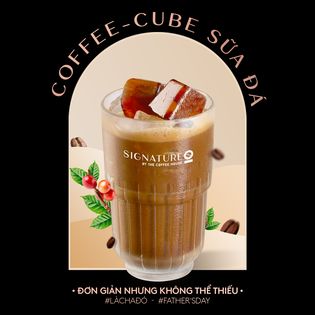 COFFEE-CUBE SỮA ĐÁ
SIGNATURE
BY THE COFFEE HOUSE
• ĐƠN GIẢN NHƯNG KHÔNG THỂ THIẾU •
#LÀCHAĐÓ · #FATHER'SDAY